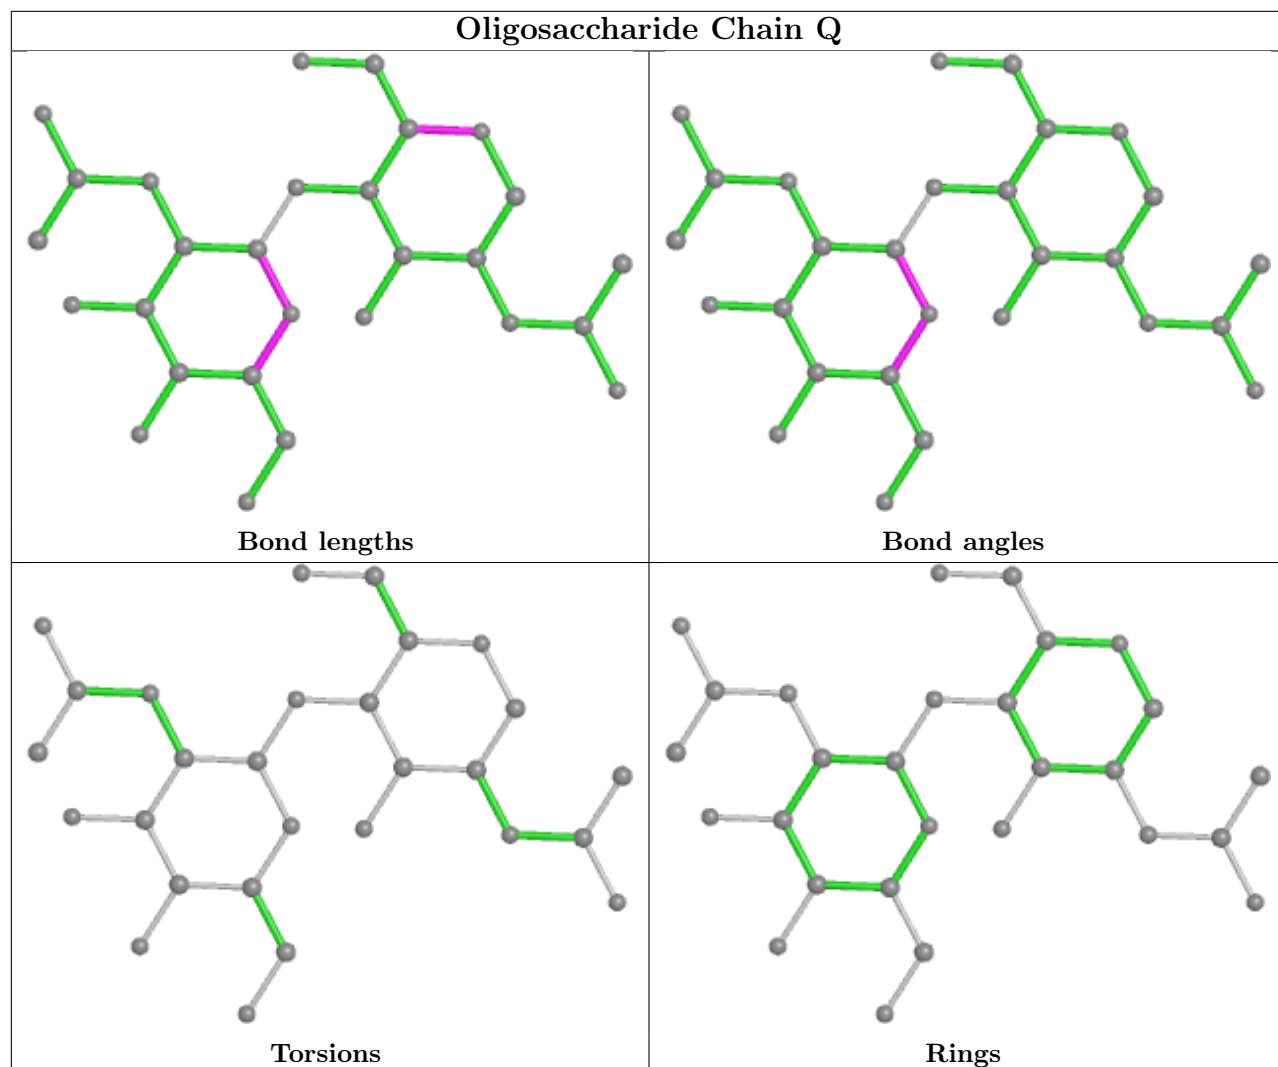 Oligosaccharide Chain Q
Bond lengths
Bond angles
Torsions
Rings